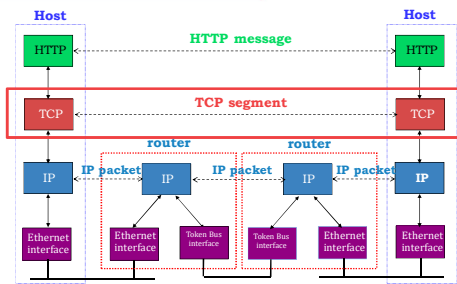 Host
Host
HTTP message
HTTP
HTTP
TCP segment
TCP
TCP
router
router
IP packet
IP packet
IP packet
IP
IP
IP
IP
Ethernet
interface
Ethernet
interface
Token Bus
interface
Token Bus
interface
Ethernet
interface
Ethernet
interface